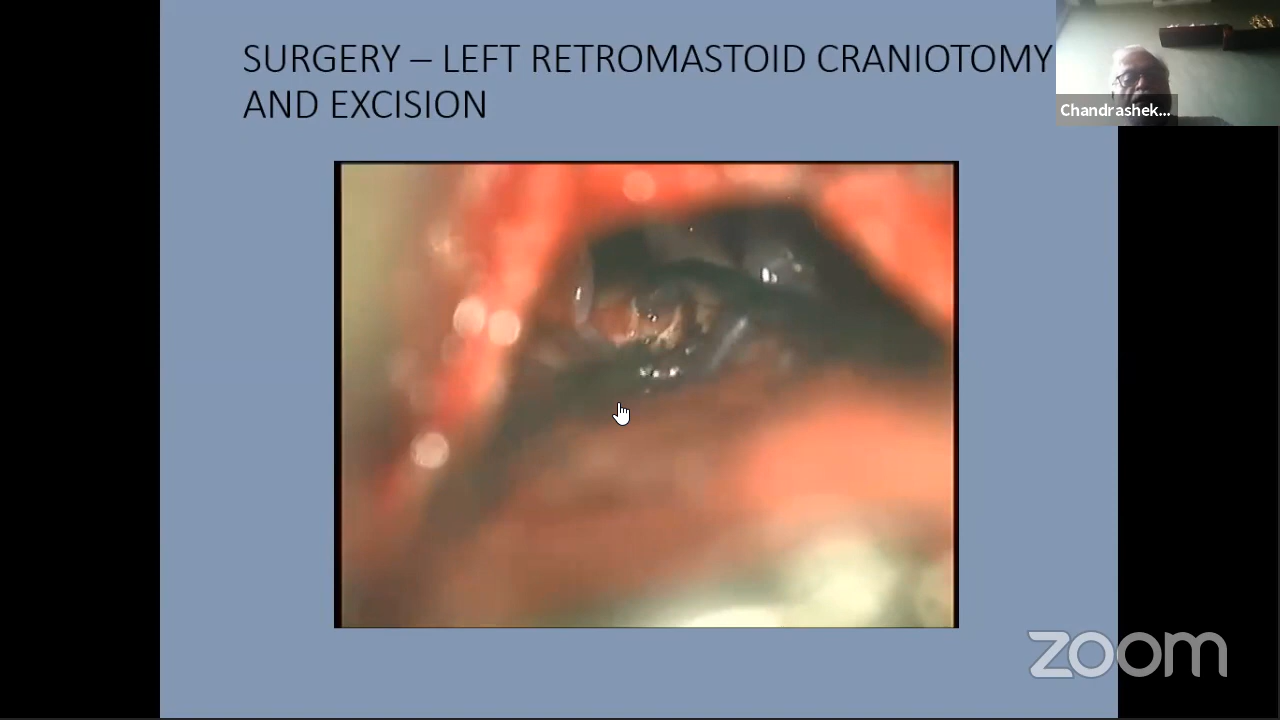 SURGERY – LEFT RETROMASTOID CRANIOTOMY
AND EXCISION
Chandrashek...
zoom